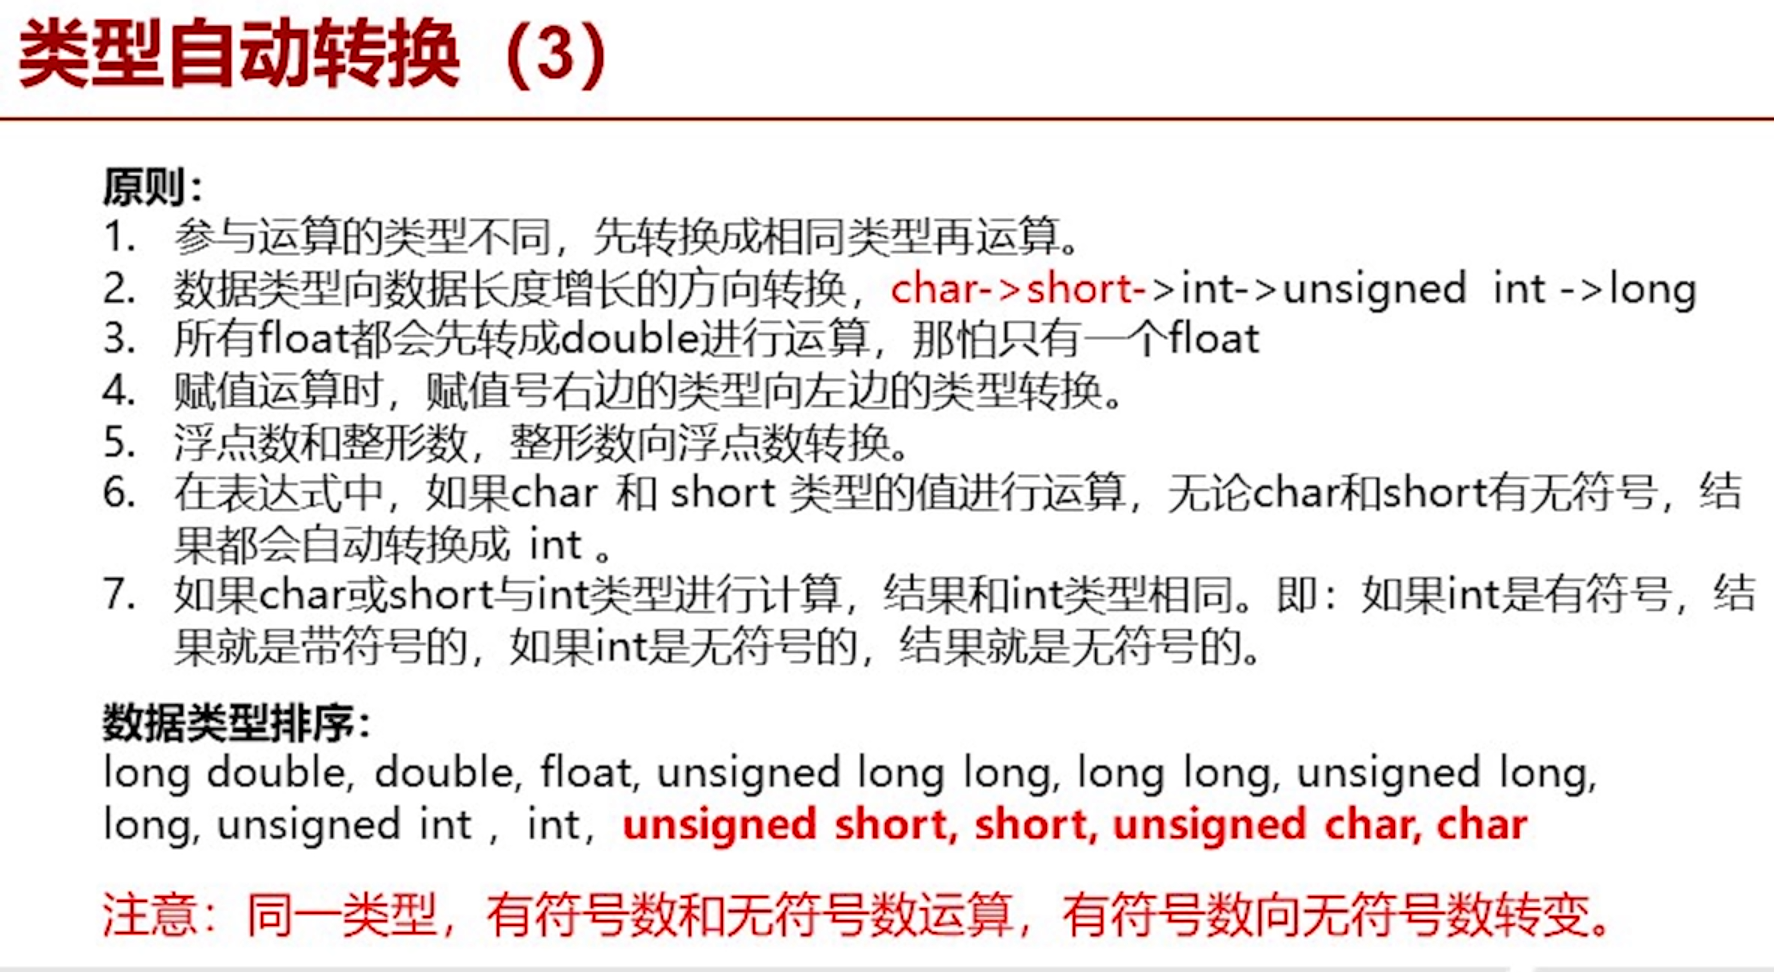 类型自动转换（3）
原则：
1. 参与运算的类型不同，先转换成相同类型再运算。
2. 数据类型向数据长度增长的方向转换，char->short->int->unsigned int ->long
3. 所有float都会先转成double进行运算，那怕只有一个float
4. 赋值运算时，赋值号右边的类型向左边的类型转换。
5. 浮点数和整形数，整形数向浮点数转换。
6. 在表达式中，如果char 和 short 类型的值进行运算，无论char和short有无符号，结
果都会自动转换成 int 。
7. 如果char或short与int类型进行计算，结果和int类型相同。即：如果int是有符号，结
果就是带符号的，如果int是无符号的，结果就是无符号的。
数据类型排序：
long double, double, float, unsigned long long, long long, unsigned long,
long, unsigned int ，int，unsigned short, short, unsigned char, char
注意：同一类型，有符号数和无符号数运算，有符号数向无符号数转变。